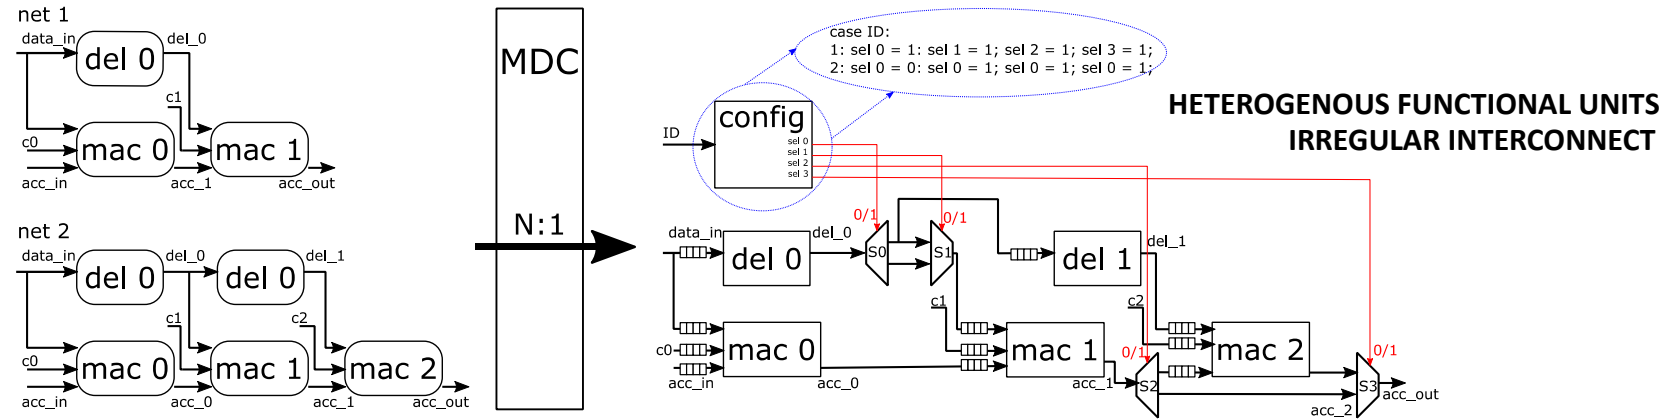 net 1
data_in
del_0
del 0
c1
c0
mac 0
mac 1
acc_in
acc_1
acc_out
net 2
data_in
del_0
del_1
del 0
del 0
c1
c2
c0
mac 0
mac 1
mac 2
acc_in
acc_0
acc_1
acc_out
MDC
N:1
case ID:
1: sel 0 = 1: sel 1 = 1; sel 2 = 1; sel 3 = 1;
2: sel 0 = 0: sel 0 = 1; sel 0 = 1; sel 0 = 1;
HETEROGENOUS FUNCTIONAL UNITS
IRREGULAR INTERCONNECT
config
ID
sel 0
sel 1
sel 2
sel 3
0/1
0/1
data_in
del_0
del 0
S0
S1
del 1
del_1
c1
c2
c0
mac 0
mac 1
mac 2
0/1
0/1
acc_in
acc_0
acc_1
S2
S3
acc_2
acc_out